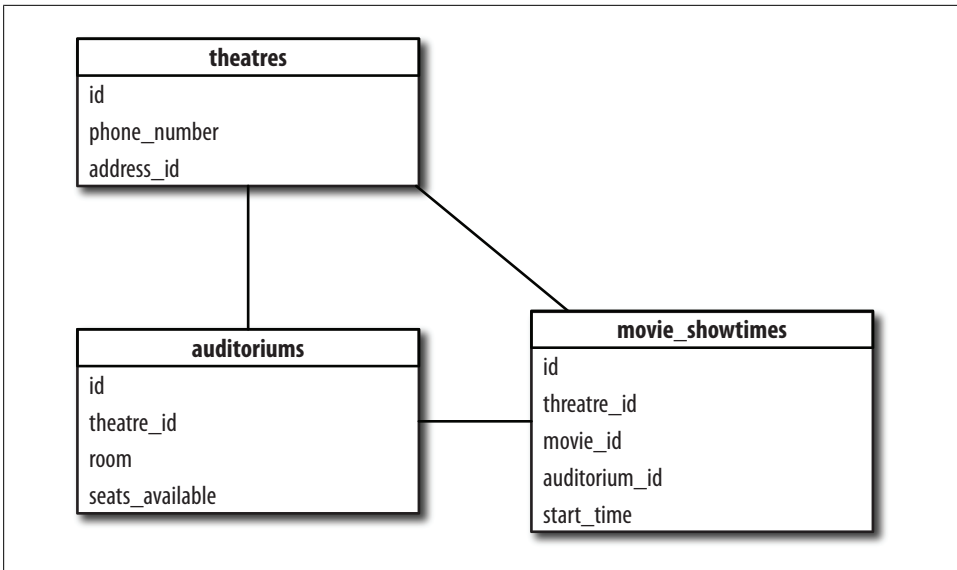 theatres
id
phone_number
address_id
auditoriums
id
theatre_id
room
seats_available
movie_showtimes
id
threatre_id
movie_id
auditorium_id
start_time